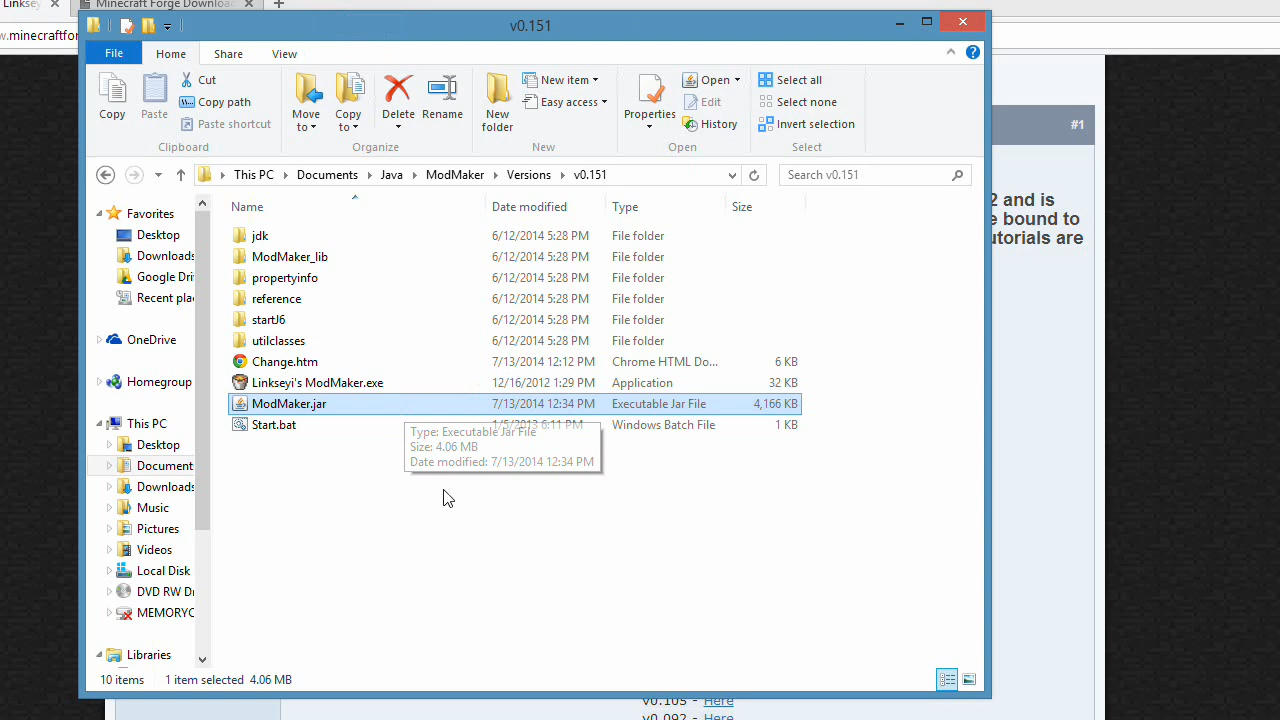 Linksey
Minecraft Forge Downloa
w.minecraftfor
v0.151
File
Home
Share
View
Copy
Paste
Cut
Copy path
Paste shortcut
Clipboard
Move to
Copy to
Delete
Rename
Organize
New folder
New item
Easy access
New
Properties
Open
Edit
History
Open
Select all
Select none
Invert selection
Select
This PC
Documents
Java
ModMaker
Versions
v0.151
Search v0.151
Name
Date modified
Type
Size
Favorites
Desktop
Downloads
Google Dri
Recent plac
OneDrive
Homegroup
This PC
Desktop
Document
Downloads
Music
Pictures
Videos
Local Disk
DVD RW Dr
MEMORYC
Libraries
jdk 6/12/2014 5:28 PM File folder
ModMaker_lib 6/12/2014 5:28 PM File folder
propertyinfo 6/12/2014 5:28 PM File folder
reference 6/12/2014 5:28 PM File folder
startJ6 6/12/2014 5:28 PM File folder
utilclasses 6/12/2014 5:28 PM File folder
Change.htm 7/13/2014 12:12 PM Chrome HTML Do... 6 KB
Linkseyi's ModMaker.exe 12/16/2012 1:29 PM Application 32 KB
ModMaker.jar 7/13/2014 12:34 PM Executable Jar File 4,166 KB
Start.bat 1/5/2013 6:11 PM Windows Batch File 1 KB
Type: Executable Jar File
Size: 4.06 MB
Date modified: 7/13/2014 12:34 PM
10 items 1 item selected 4.06 MB
#1
2 and is
e bound to
utorials are
v0.105 - Here
v0.092 - Here